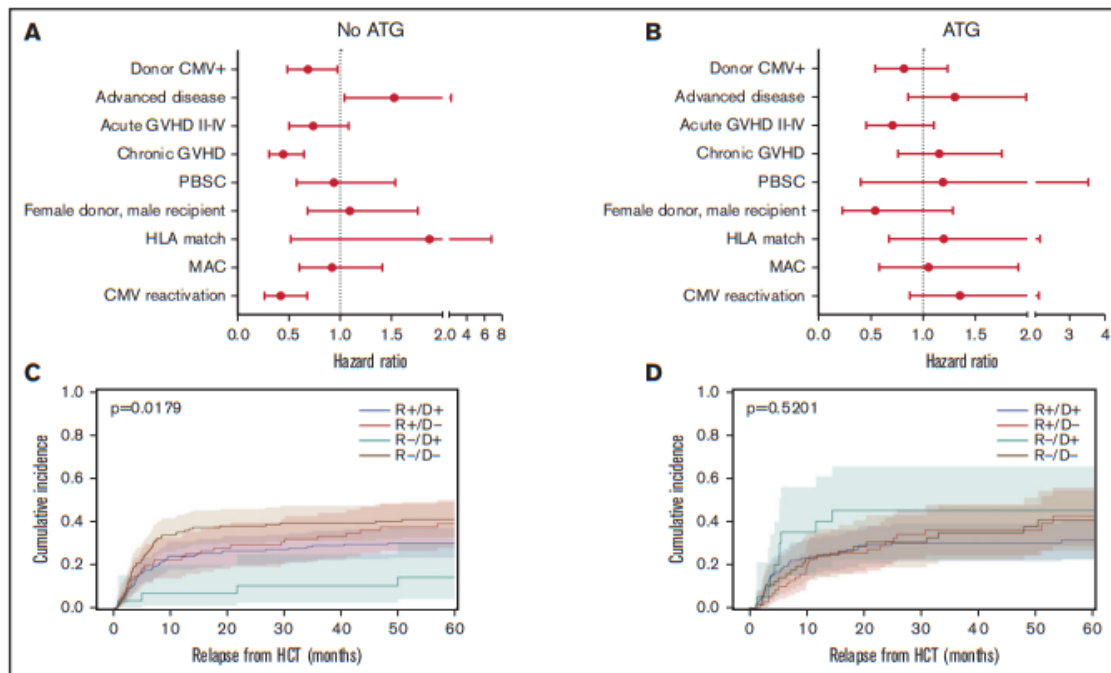 A
No ATG
Donor CMV+
Advanced disease
Acute GVHD II-IV
Chronic GVHD
PBSC
Female donor, male recipient
HLA match
MAC
CMV reactivation
0.0 0.5 1.0 1.5 2.0 4 6 8
Hazard ratio
B
ATG
Donor CMV+
Advanced disease
Acute GVHD II-IV
Chronic GVHD
PBSC
Female donor, male recipient
HLA match
MAC
CMV reactivation
0.0 0.5 1.0 1.5 2.0 3 4
Hazard ratio
C
p=0.0179
R+/D+
R+/D-
R-/D+
R-/D-
Cumulative incidence
1.0
0.8
0.6
0.4
0.2
0.0
0 10 20 30 40 50 60
Relapse from HCT (months)
D
p=0.5201
R+/D+
R+/D-
R-/D+
R-/D-
Cumulative incidence
1.0
0.8
0.6
0.4
0.2
0.0
0 10 20 30 40 50 60
Relapse from HCT (months)